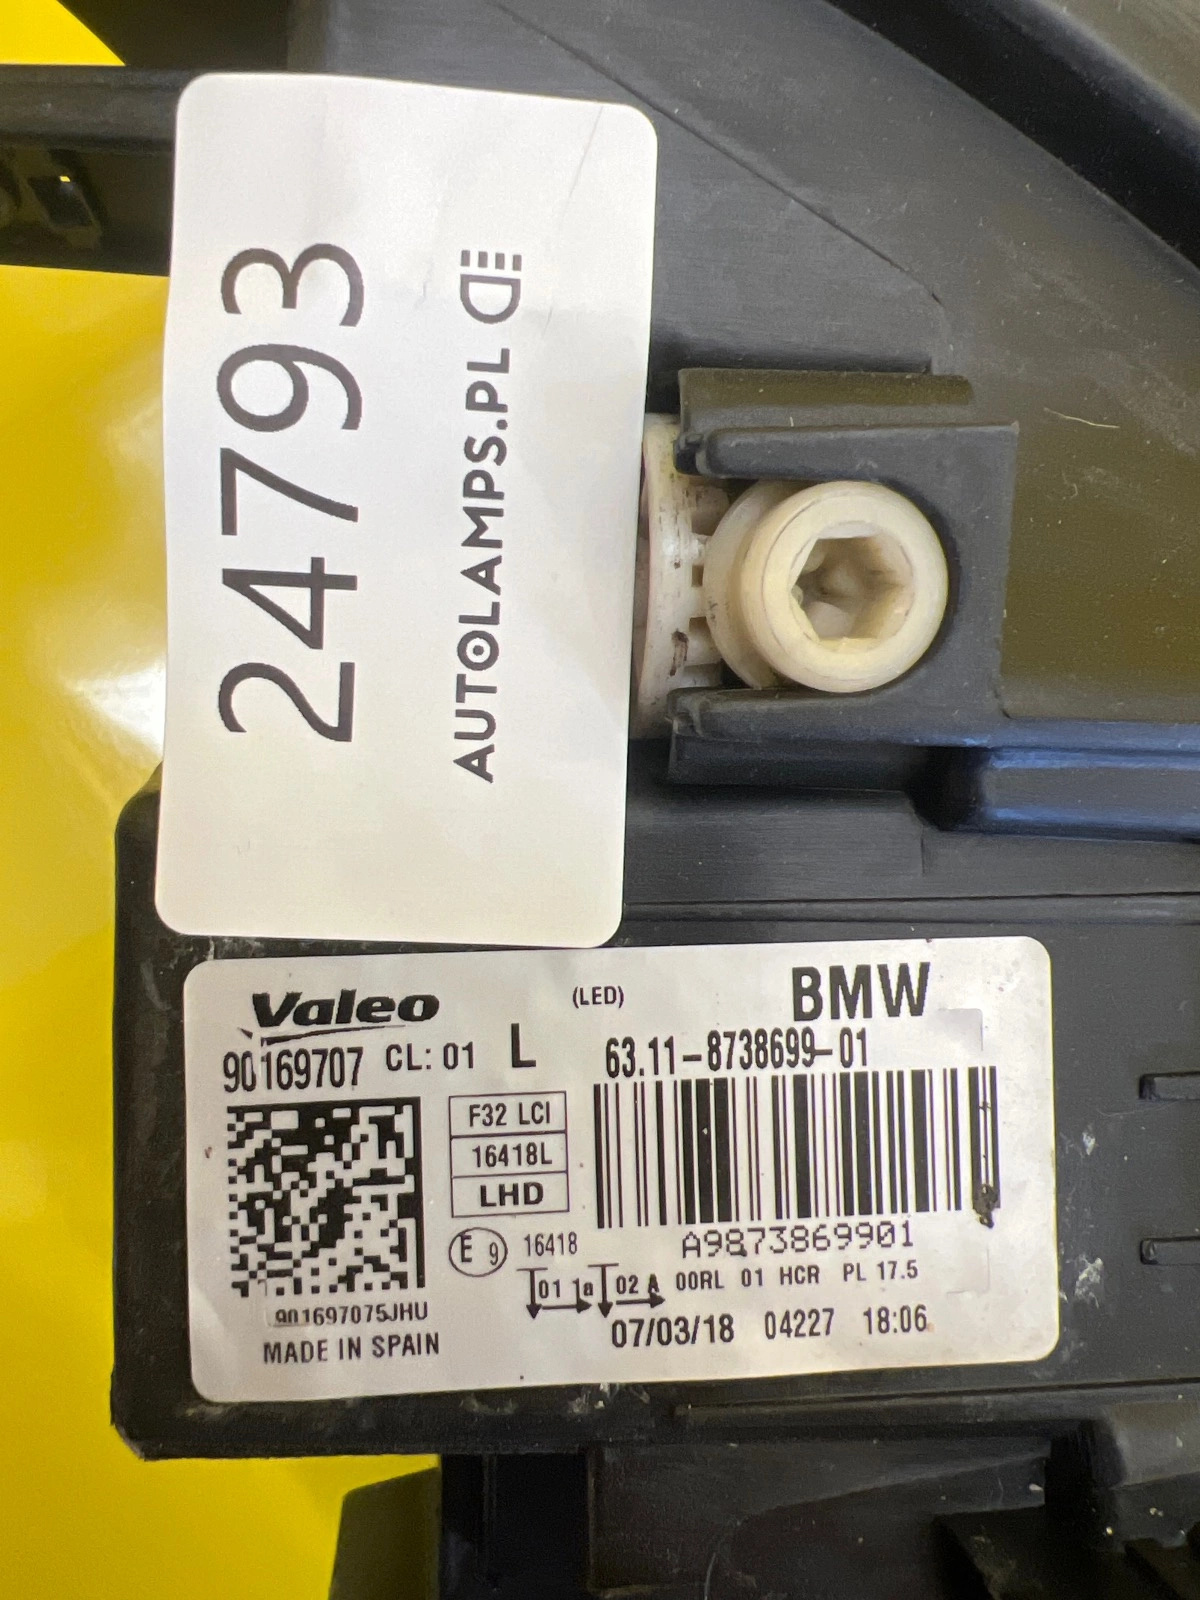 24793
AUTOLAMPS.PL
Valeo
(LED)
BMW
90169707 CL: 01 L 63.11-8738699-01
F32 LCI
16418L
LHD
E 9 16418
A9873869901
01 1a 02 A 00RL 01 HCR PL 17.5
901697075JHU
07/03/18 04227 18:06
MADE IN SPAIN